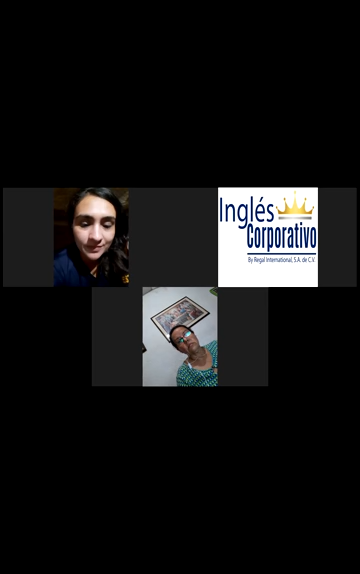 Inglés
Corporativo
By Regal International, S.A. de C.V.